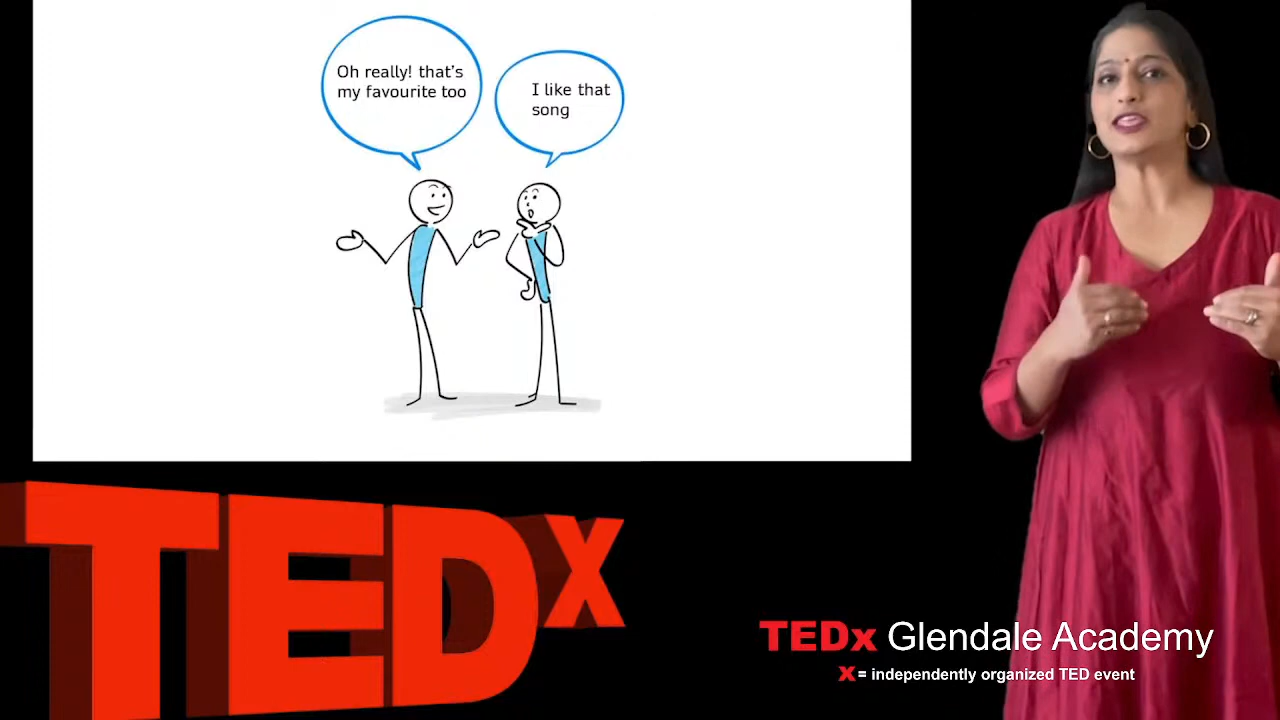 Oh really! that's
my favourite too
I like that
song
TEDx
TEDx Glendale Academy
x = independently organized TED event